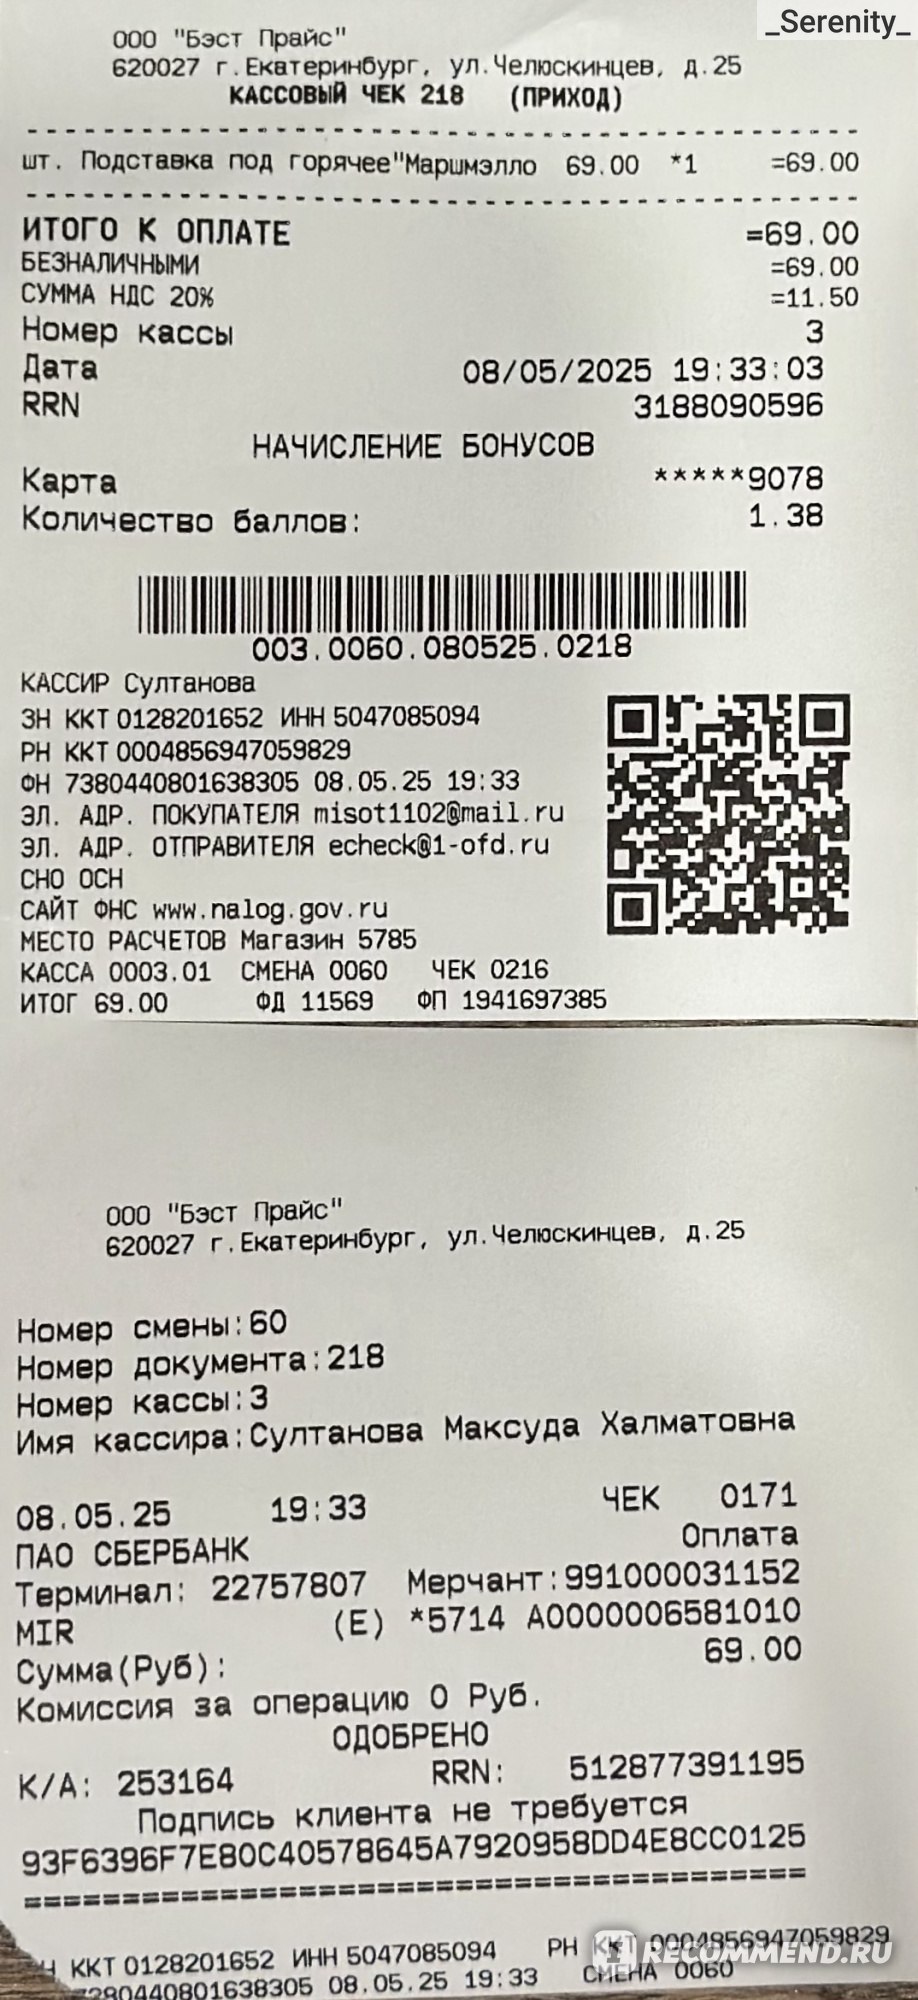 _Serenity_
ООО "Бэст Прайс"
620027 г.Екатеринбург, ул.Челюскинцев, д.25
КАССОВЫЙ ЧЕК 218 (ПРИХОД)
шт. Подставка под горячее"Маршмэлло 69.00 *1 =69.00
ИТОГО К ОПЛАТЕ =69.00
БЕЗНАЛИЧНЫМИ =69.00
СУММА НДС 20% =11.50
Номер кассы 3
Дата 08/05/2025 19:33:03
RRN 3188090596
НАЧИСЛЕНИЕ БОНУСОВ
Карта *****9078
Количество баллов: 1.38
003.0060.080525.0218
КАССИР Султанова
ЗН ККТ 0128201652 ИНН 5047085094
РН ККТ 0004856947059829
ФН 7380440801638305 08.05.25 19:33
ЭЛ. АДР. ПОКУПАТЕЛЯ misot1102@mail.ru
ЭЛ. АДР. ОТПРАВИТЕЛЯ echeck@1-ofd.ru
СНО ОСН
САЙТ ФНС www.nalog.gov.ru
МЕСТО РАСЧЕТОВ Магазин 5785
КАССА 0003.01 СМЕНА 0060 ЧЕК 0216
ИТОГ 69.00 ФД 11569 ФП 1941697385
ООО "Бэст Прайс"
620027 г.Екатеринбург, ул.Челюскинцев, д.25
Номер смены:60
Номер документа:218
Номер кассы:3
Имя кассира:Султанова Максуда Халматовна
08.05.25 19:33 ЧЕК 0171
ПАО СБЕРБАНК Оплата
Терминал: 22757807 Мерчант:991000031152
MIR (E) *5714 A0000006581010
Сумма(Руб): 69.00
Комиссия за операцию 0 Руб.
ОДОБРЕНО
К/А: 253164 RRN: 512877391195
Подпись клиента не требуется
93F6396F7E80C40578645A7920958DD4E8CC0125
========================================
Н ККТ 0128201652 ИНН 5047085094 РН ККТ 0004856947059829
7380440801638305 08.05.25 19:33 СМЕНА 0060
RECOMMEND.RU